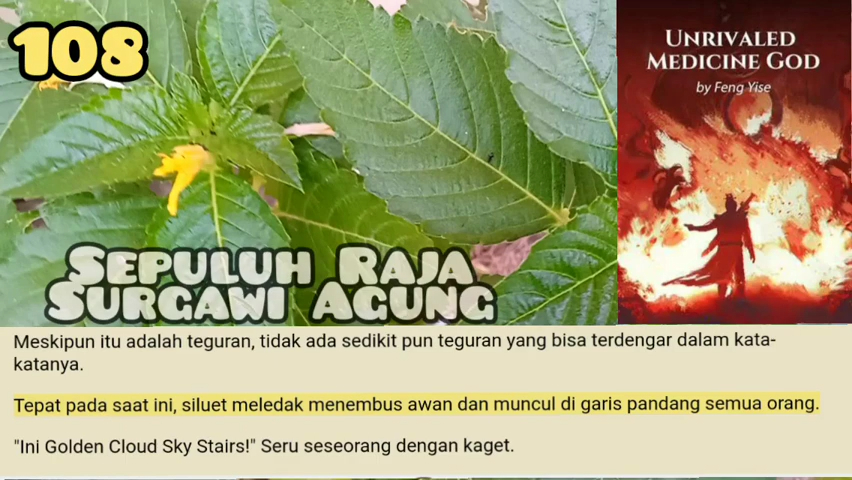 108
UNRIVALED
MEDICINE GOD
by Feng Yise
SEPULUH RAJA
SURGAWI AGUNG
Meskipun itu adalah teguran, tidak ada sedikit pun teguran yang bisa terdengar dalam kata-
katanya.
Tepat pada saat ini, siluet meledak menembus awan dan muncul di garis pandang semua orang.
"Ini Golden Cloud Sky Stairs!" Seru seseorang dengan kaget.